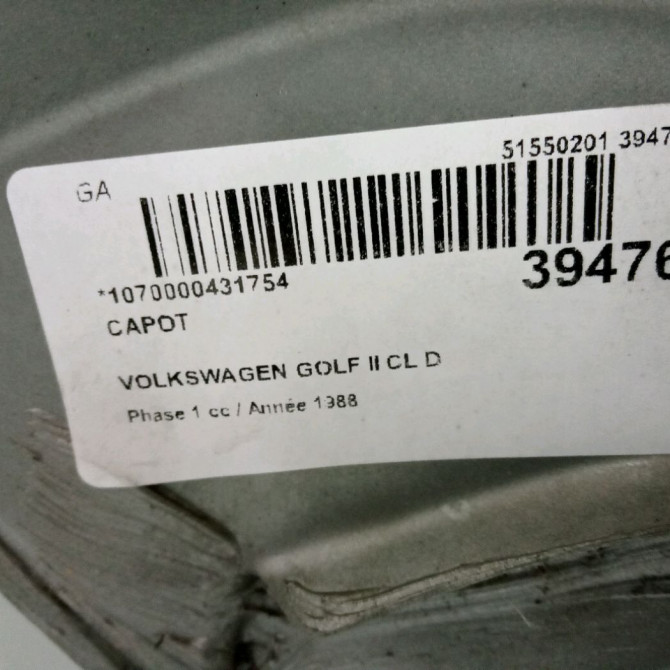 51550201 3947
GA
39476
*1070000431754
CAPOT
VOLKSWAGEN GOLF II CL D
Phase 1 cc / Année 1988